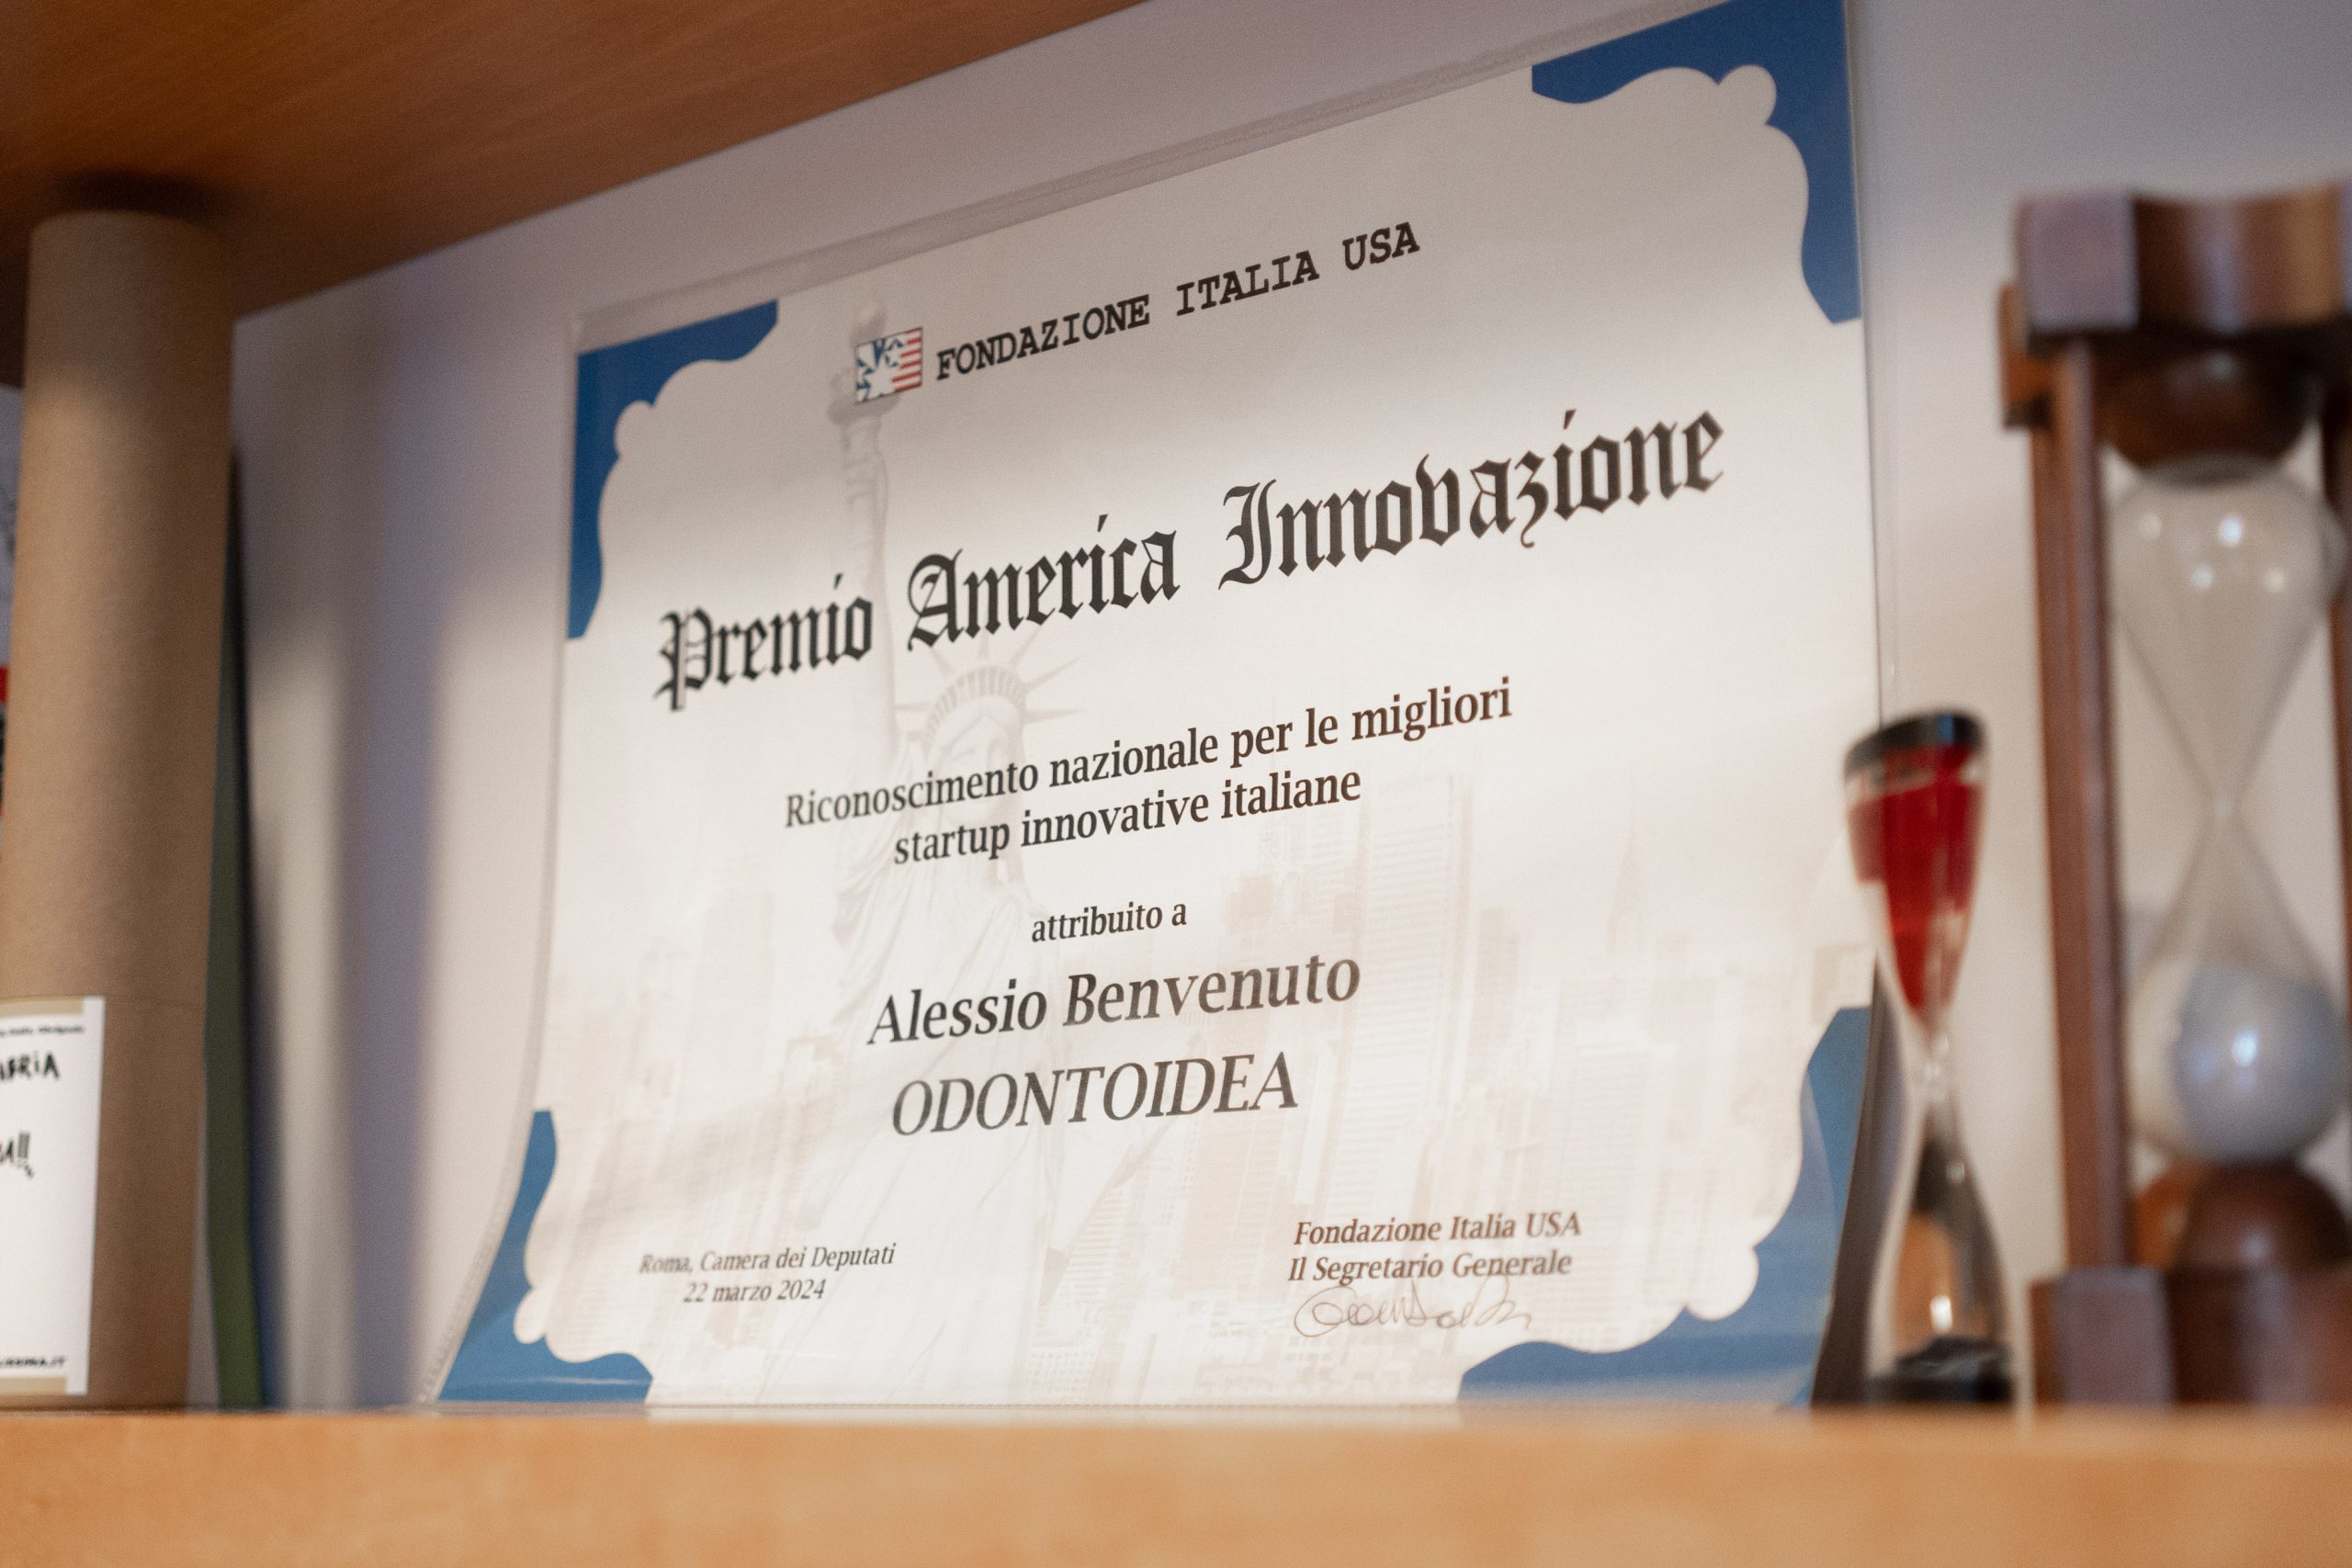 FONDAZIONE ITALIA USA
Premio America Innovazione
Riconoscimento nazionale per le migliori
startup innovative italiane
attribuito a
Alessio Benvenuto
ODONTOIDEA
Roma, Camera dei Deputati
22 marzo 2024
Fondazione Italia USA
Il Segretario Generale